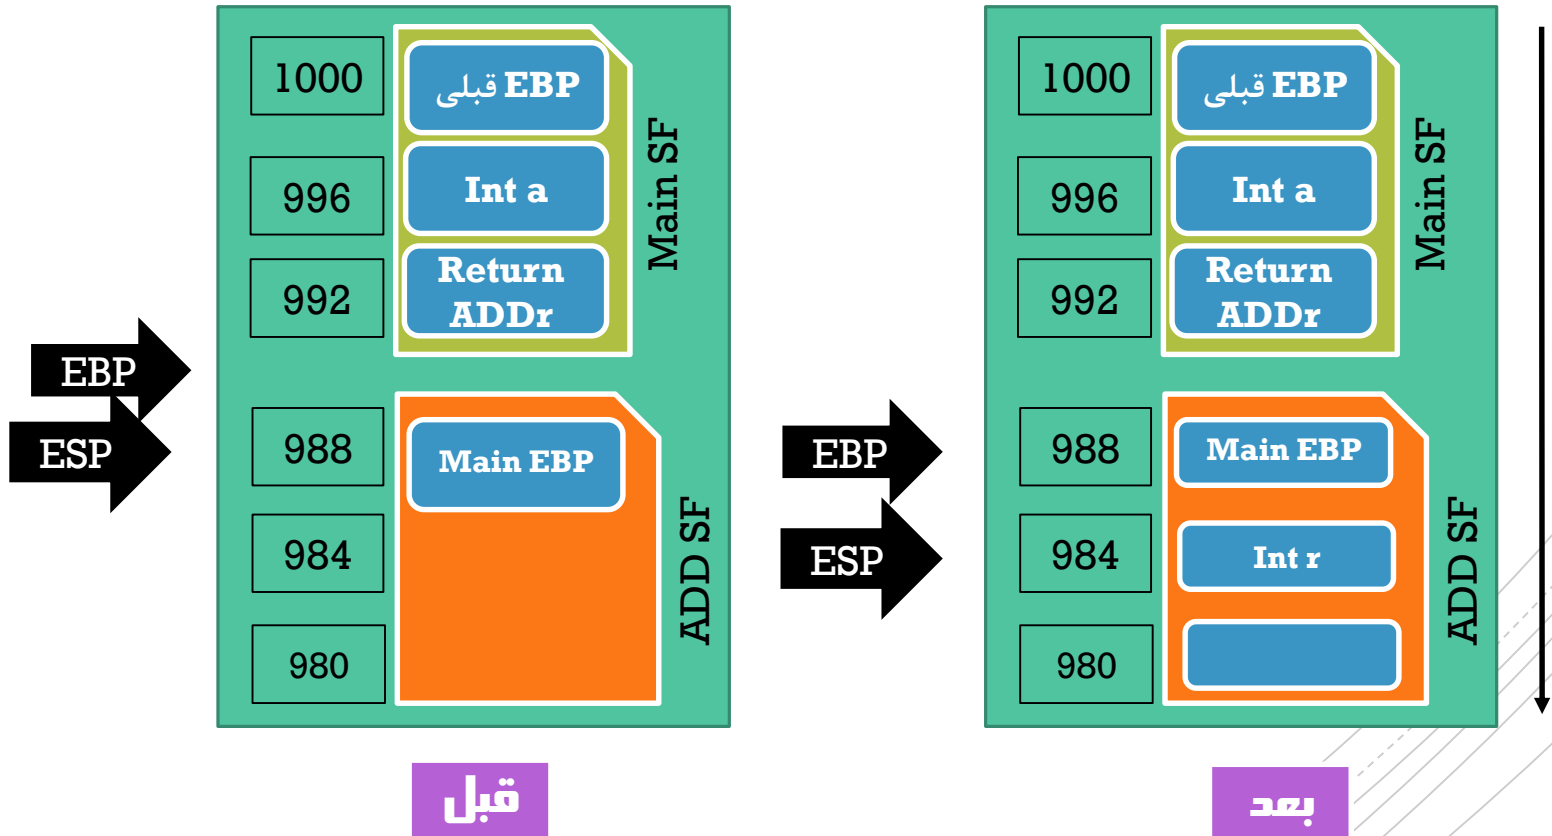 1000
EBP قبلی
996
Int a
992
Return
ADDr
Main SF
EBP
ESP
988
Main EBP
984
980
ADD SF
قبل
1000
EBP قبلی
996
Int a
992
Return
ADDr
Main SF
EBP
ESP
988
Main EBP
984
Int r
980
ADD SF
بعد